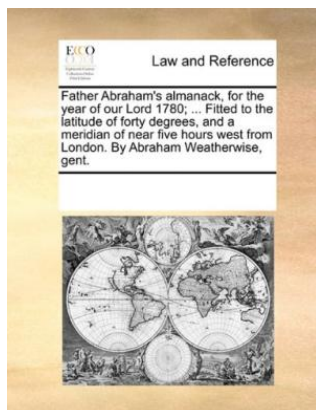 ECCO
Law and Reference
Father Abraham's almanack, for the
year of our Lord 1780; ... Fitted to the
latitude of forty degrees, and a
meridian of near five hours west from
London. By Abraham Weatherwise,
gent.